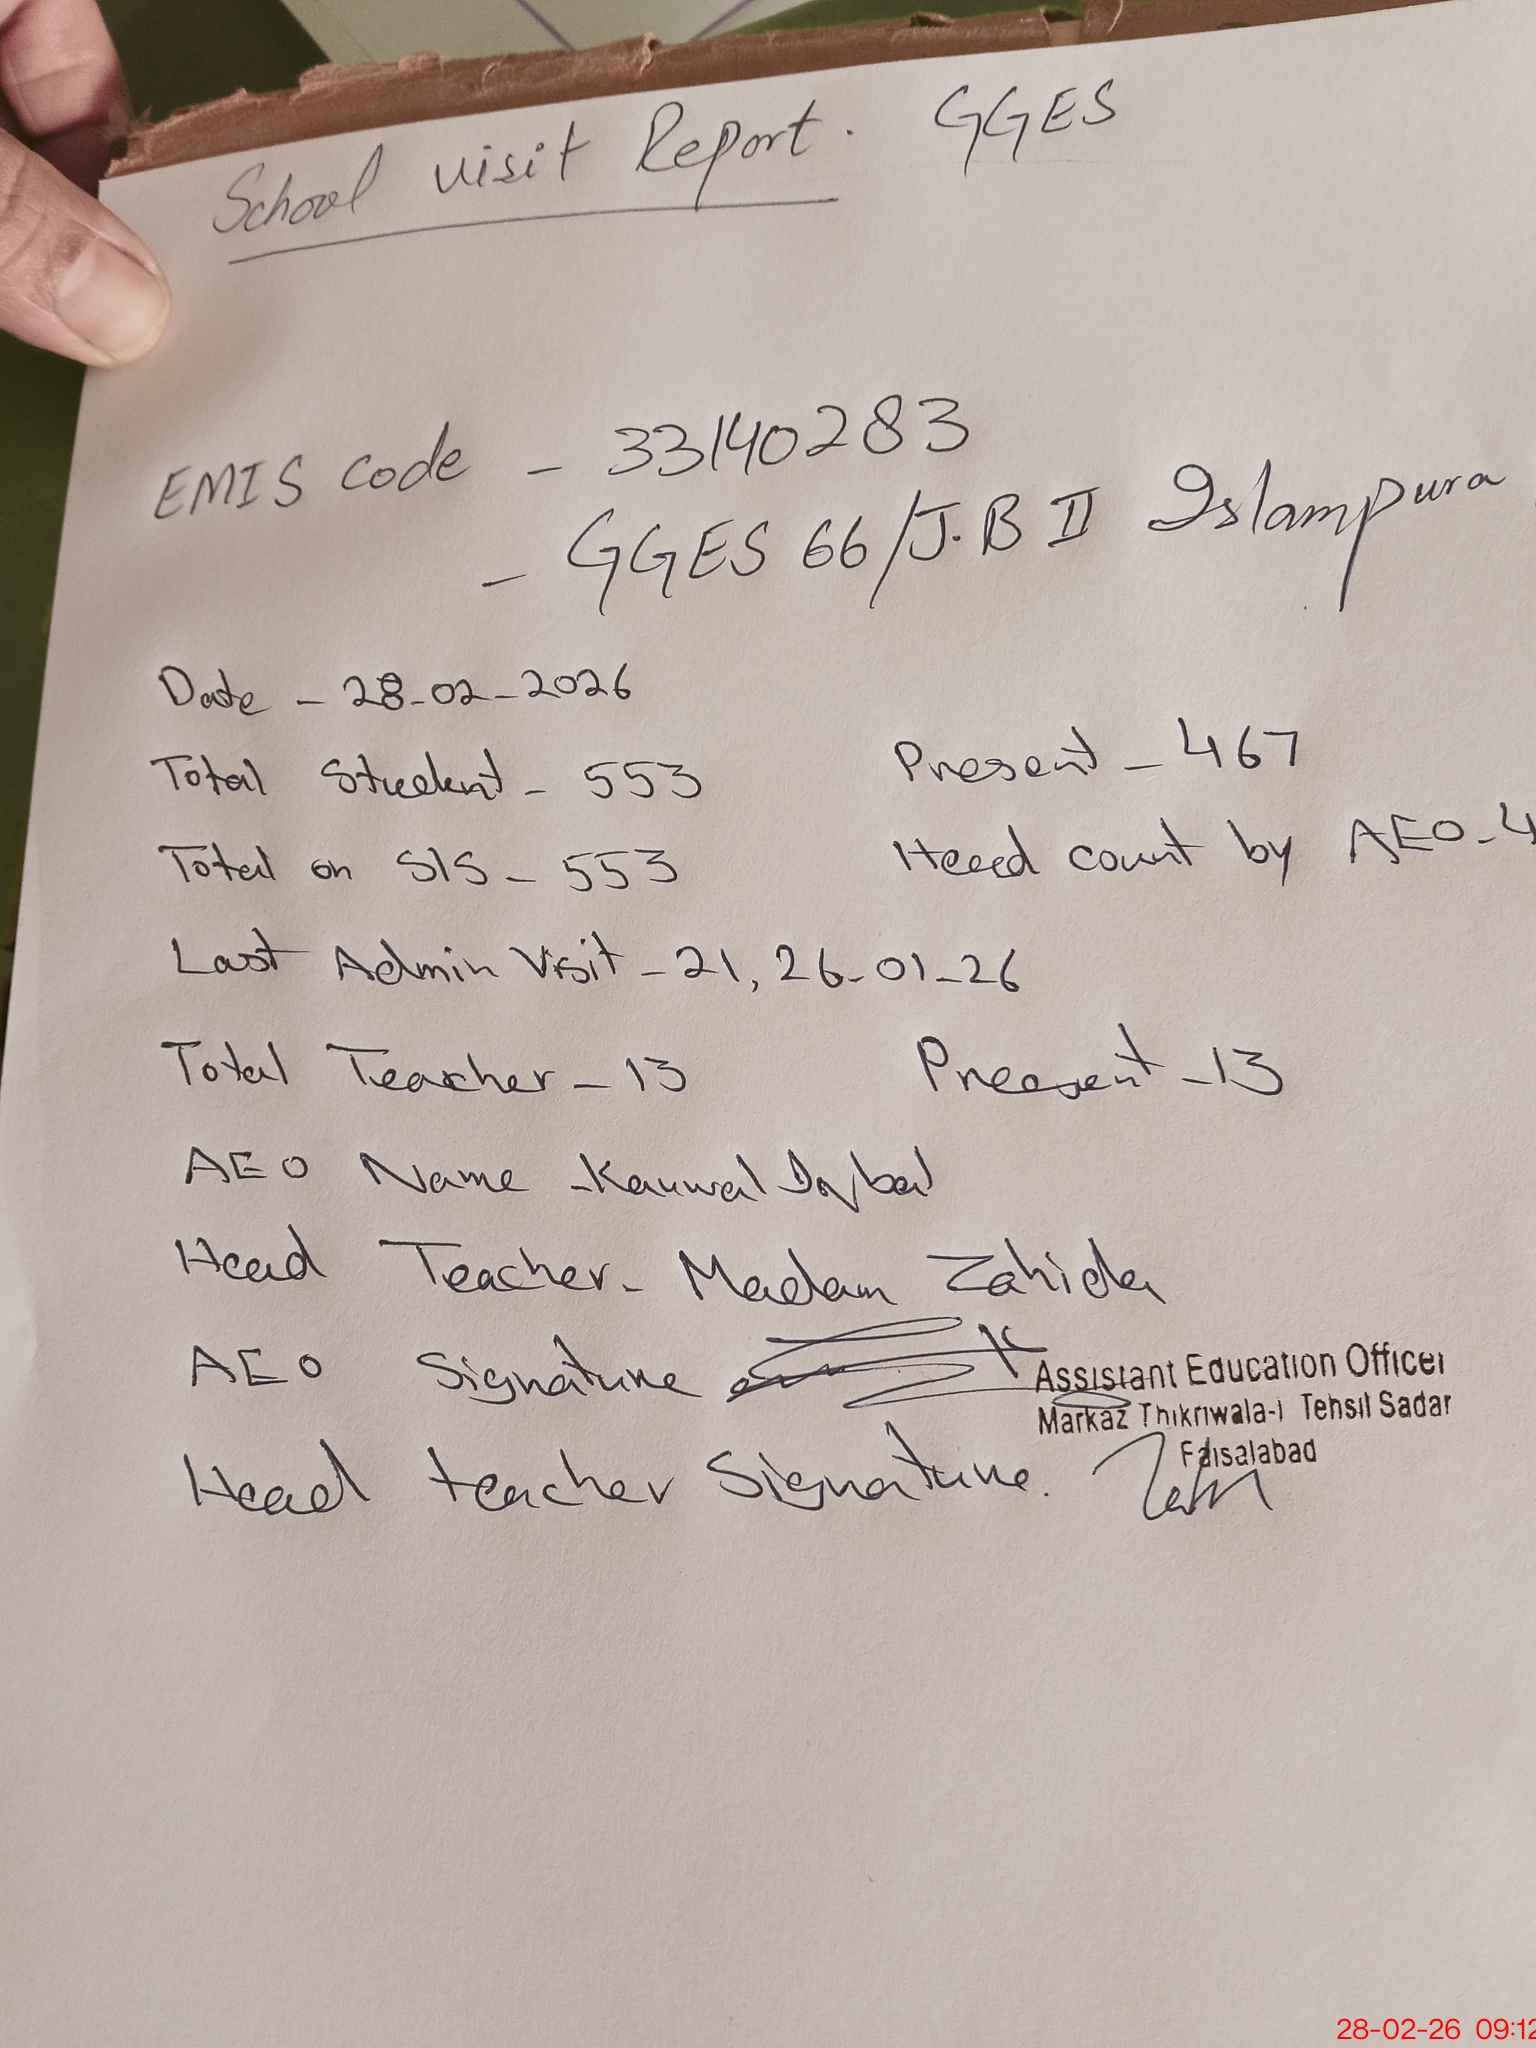 School visit Report. GGES
EMIS Code - 33140283
- GGES 66/J.B II Islampura
Date - 28-02-2026
Total Student - 553 Present - 467
Total on SIS - 553 Head count by AEO - 4
Last Admin Visit - 21, 26-01-26
Total Teacher - 13 Present - 13
AEO Name - Kanwal Iqbal
Head Teacher - Madam Zahida
AEO Signature
Assistant Education Officer
Markaz Thikriwala-I Tehsil Sadar
Faisalabad
Head teacher Signature.
28-02-26 09:12